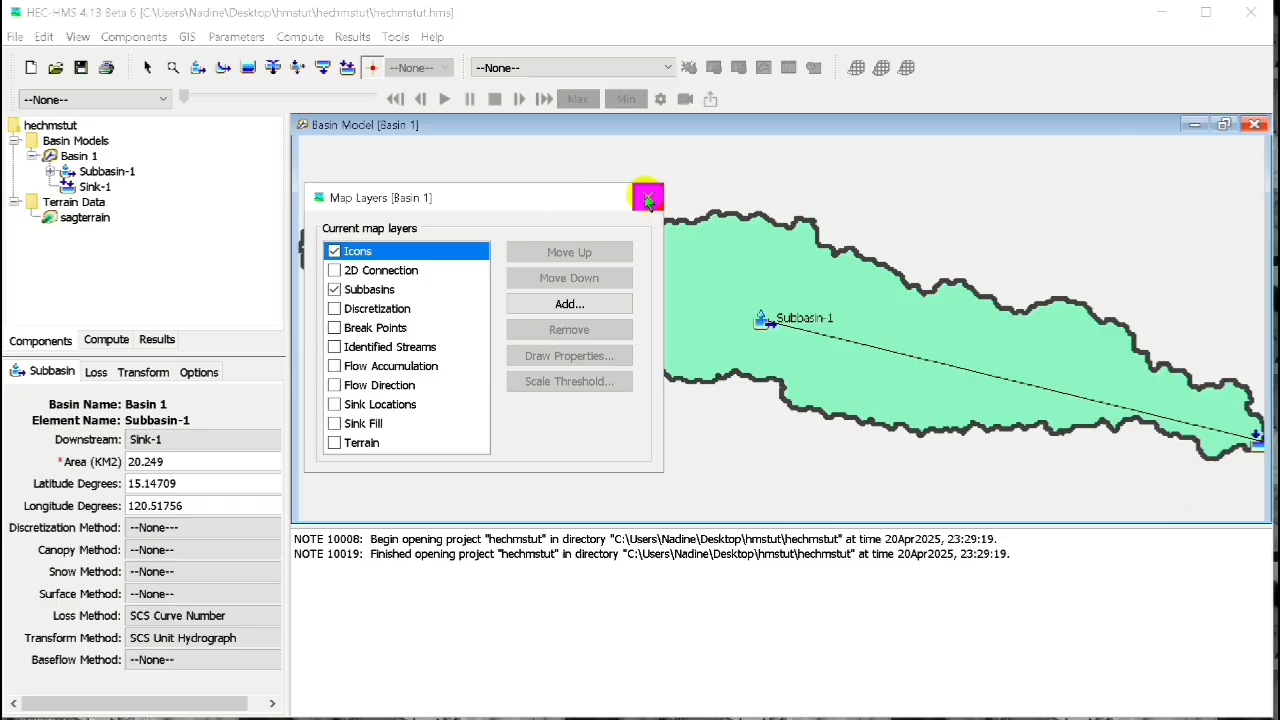 HEC-HMS 4.13 Beta 6 [C:\Users\Nadine\Desktop\hmstut\hechmstut\hechmstut.hms]
File Edit View Components GIS Parameters Compute Results Tools Help
--None-- --None--
--None-- Max Min
hechmstut
Basin Models
Basin 1
Subbasin-1
Sink-1
Terrain Data
sagterrain
Components Compute Results
Subbasin Loss Transform Options
Basin Name: Basin 1
Element Name: Subbasin-1
Downstream: Sink-1
*Area (KM2) 20.249
Latitude Degrees: 15.14709
Longitude Degrees: 120.51756
Discretization Method: --None---
Canopy Method: --None--
Snow Method: --None--
Surface Method: --None--
Loss Method: SCS Curve Number
Transform Method: SCS Unit Hydrograph
Baseflow Method: --None--
Basin Model [Basin 1]
Map Layers [Basin 1]
Current map layers
Icons
2D Connection
Subbasins
Discretization
Break Points
Identified Streams
Flow Accumulation
Flow Direction
Sink Locations
Sink Fill
Terrain
Move Up
Move Down
Add...
Remove
Draw Properties...
Scale Threshold...
Subbasin-1
NOTE 10008: Begin opening project "hechmstut" in directory "C:\Users\Nadine\Desktop\hmstut\hechmstut" at time 20Apr2025, 23:29:19.
NOTE 10019: Finished opening project "hechmstut" in directory "C:\Users\Nadine\Desktop\hmstut\hechmstut" at time 20Apr2025, 23:29:19.